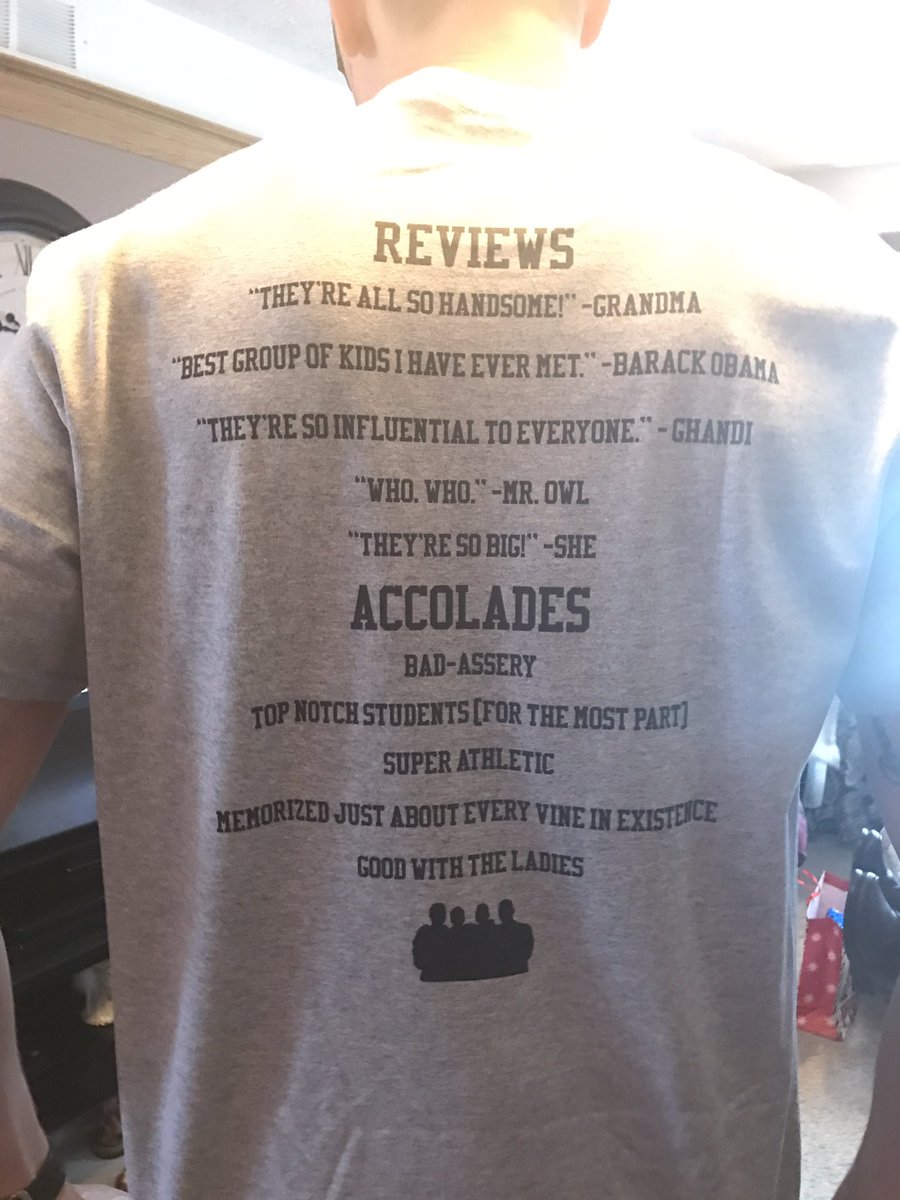 REVIEWS
"THEY'RE ALL SO HANDSOME!" -GRANDMA
"BEST GROUP OF KIDS I HAVE EVER MET." -BARACK OBAMA
"THEY'RE SO INFLUENTIAL TO EVERYONE." - GHANDI
"WHO. WHO." -MR. OWL
"THEY'RE SO BIG!" -SHE
ACCOLADES
BAD-ASSERY
TOP NOTCH STUDENTS (FOR THE MOST PART)
SUPER ATHLETIC
MEMORIZED JUST ABOUT EVERY VINE IN EXISTENCE
GOOD WITH THE LADIES